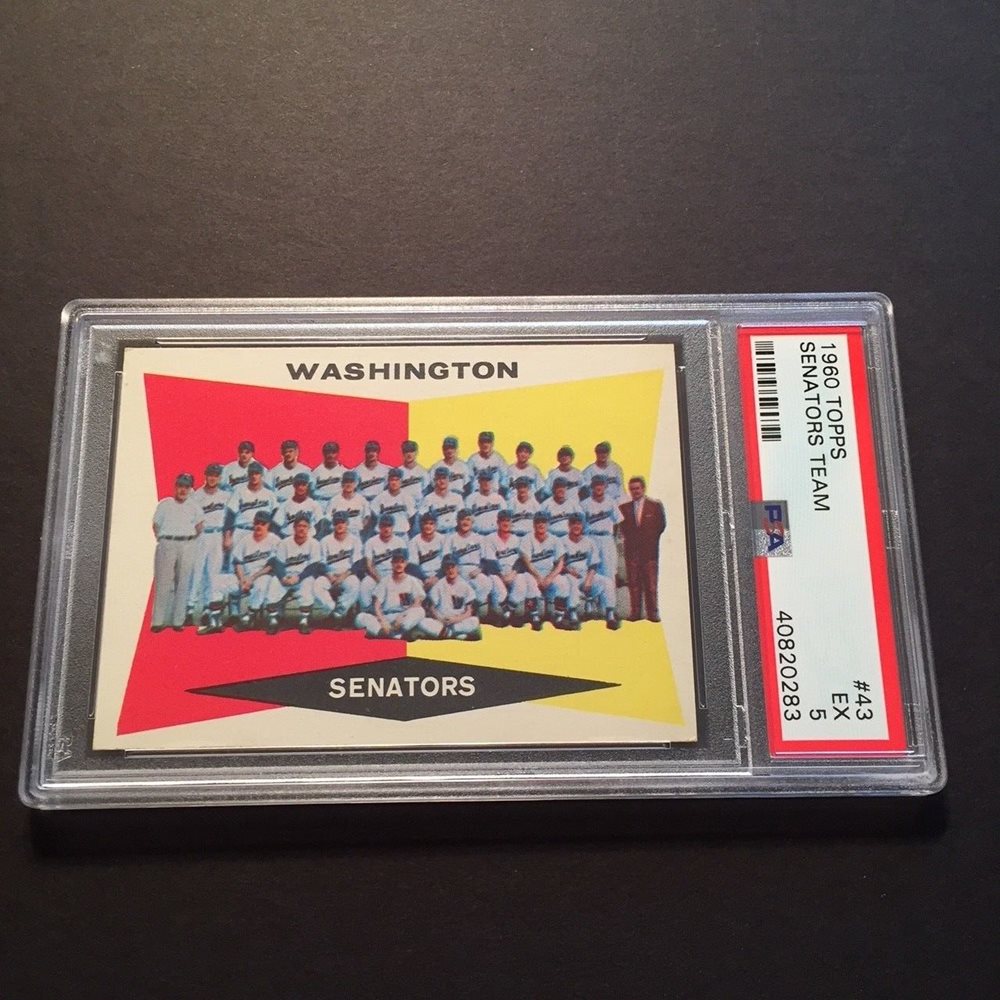 WASHINGTON
SENATORS
1960 TOPPS
SENATORS TEAM
PSA
#43
EX
5
40820283